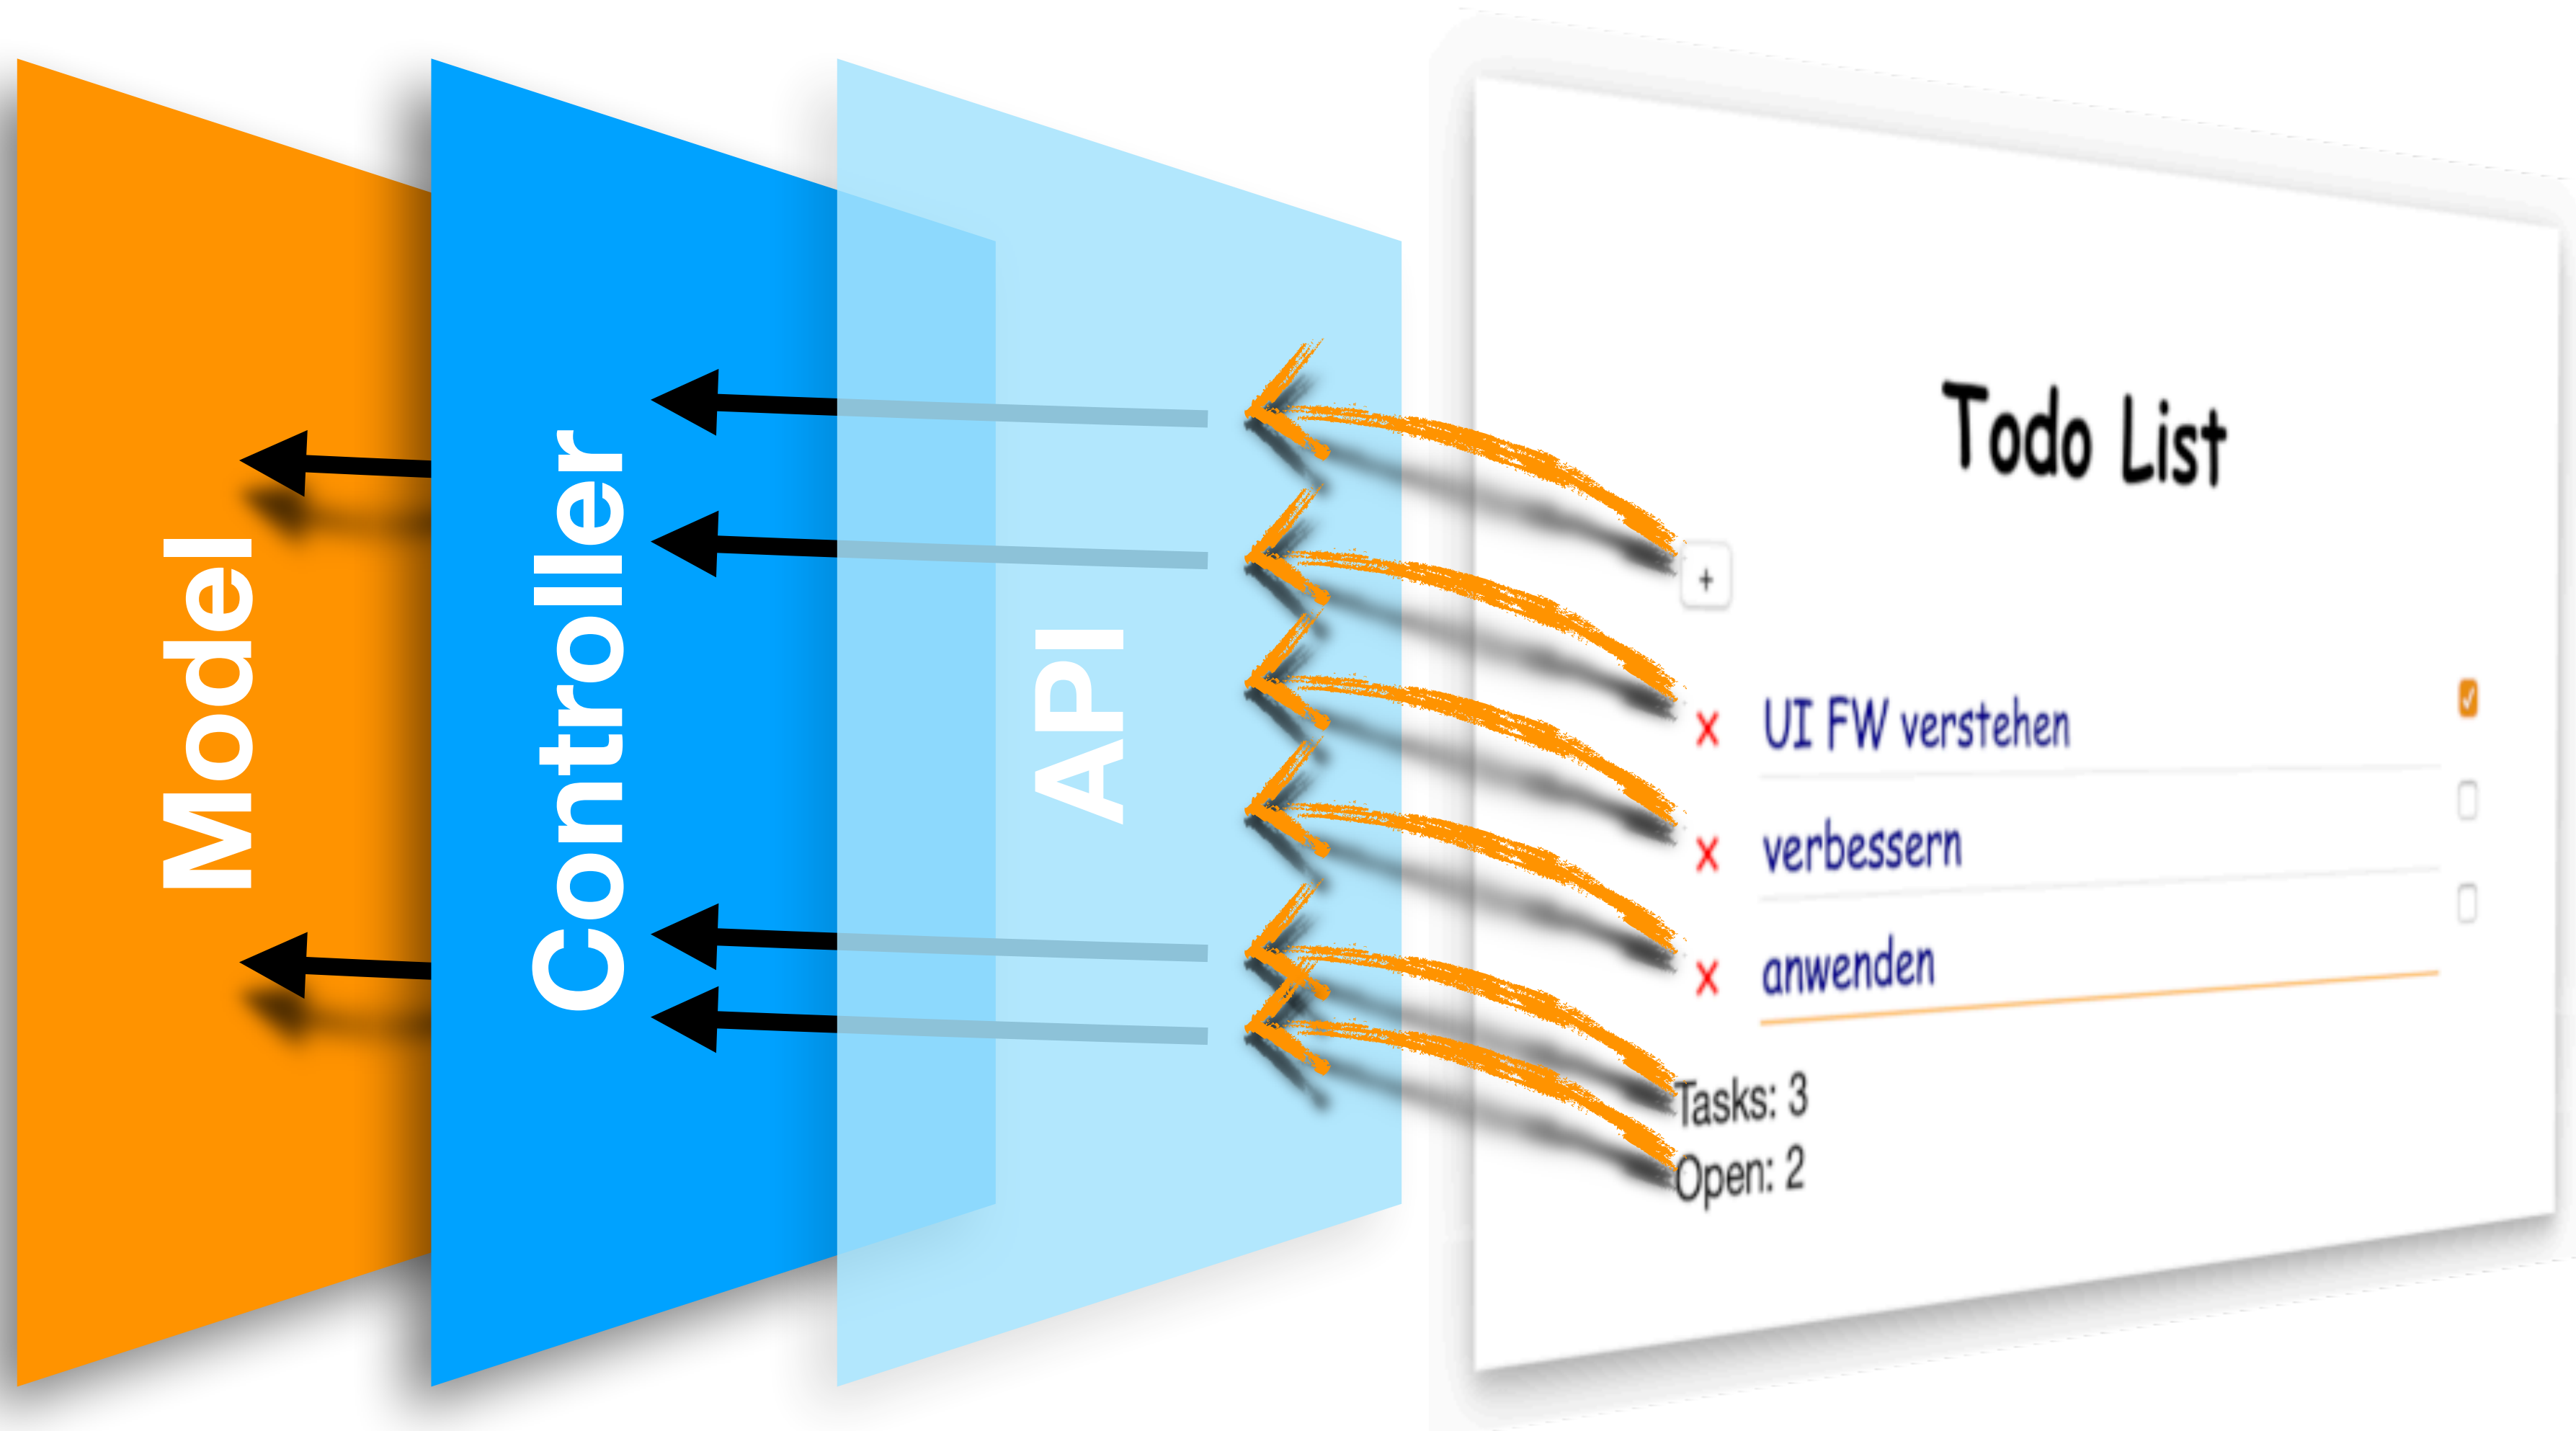 Model
Controller
API
Todo List
+
x UI FW verstehen
x verbessern
x anwenden
Tasks: 3
Open: 2